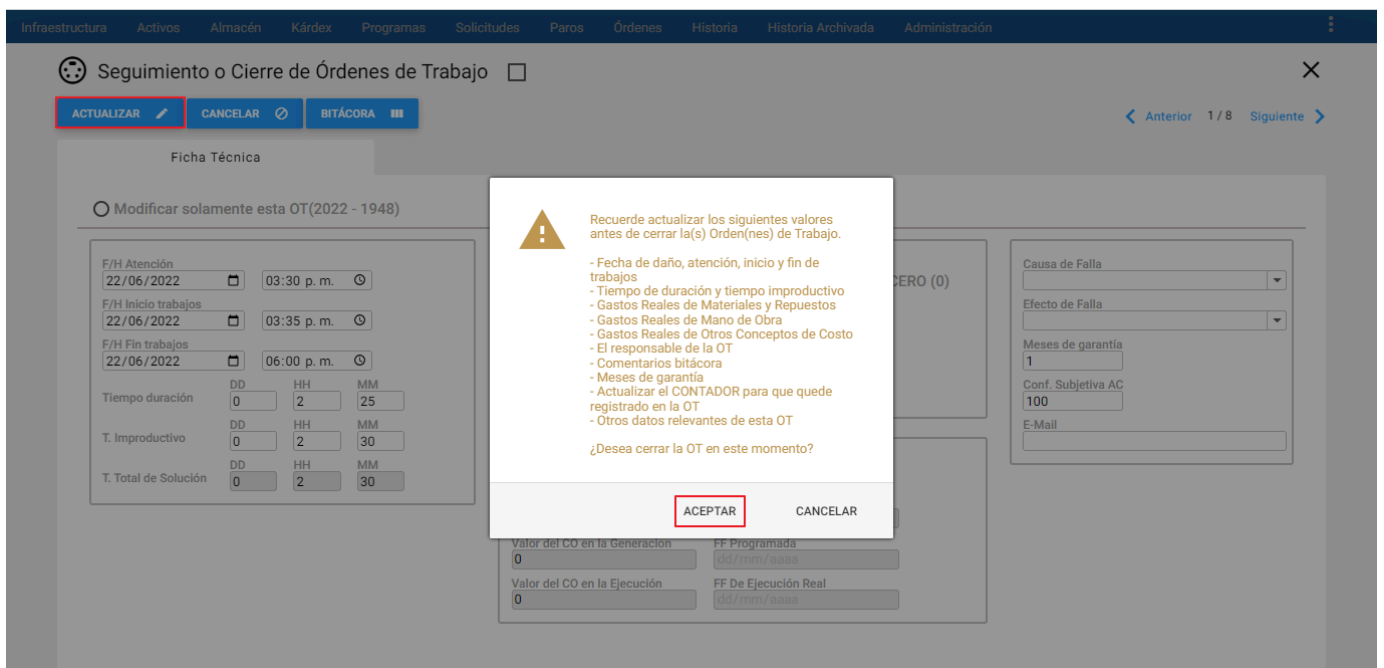 Infraestructura Activos Almacén Kárdex Programas Solicitudes Paros Órdenes Historia Historia Archivada Administración
Seguimiento o Cierre de Órdenes de Trabajo
ACTUALIZAR CANCELAR BITÁCORA
Anterior 1 / 8 Siguiente
Ficha Técnica
Modificar solamente esta OT(2022 - 1948)
F/H Atención
22/06/2022 03:30 p. m.
F/H Inicio trabajos
22/06/2022 03:35 p. m.
F/H Fin trabajos
22/06/2022 06:00 p. m.
DD HH MM
Tiempo duración 0 2 25
DD HH MM
T. Improductivo 0 2 30
DD HH MM
T. Total de Solución 0 2 30
Recuerde actualizar los siguientes valores
antes de cerrar la(s) Orden(nes) de Trabajo.
- Fecha de daño, atención, inicio y fin de
trabajos
- Tiempo de duración y tiempo improductivo
- Gastos Reales de Materiales y Repuestos
- Gastos Reales de Mano de Obra
- Gastos Reales de Otros Conceptos de Costo
- El responsable de la OT
- Comentarios bitácora
- Meses de garantía
- Actualizar el CONTADOR para que quede
registrado en la OT
- Otros datos relevantes de esta OT
¿Desea cerrar la OT en este momento?
ACEPTAR CANCELAR
CERO (0)
Valor del CO en la Generacion FF Programada
0 dd/mm/aaaa
Valor del CO en la Ejecución FF De Ejecución Real
0 dd/mm/aaaa
Causa de Falla
Efecto de Falla
Meses de garantía
1
Conf. Subjetiva AC
100
E-Mail